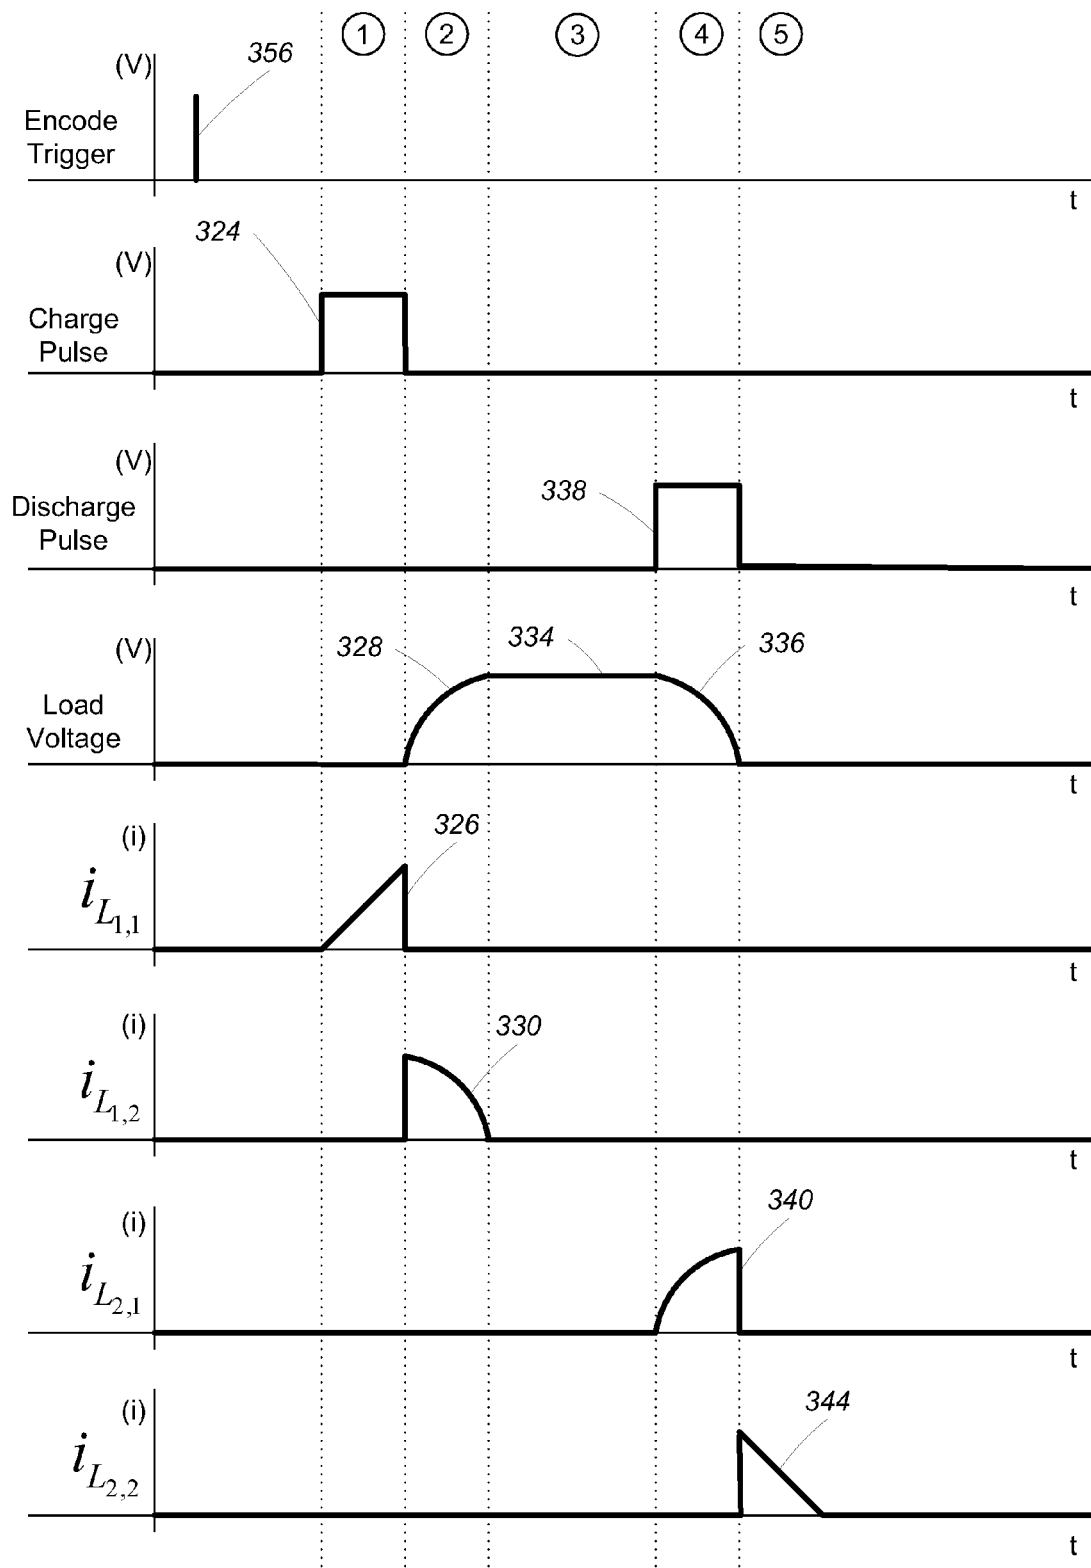 ① ② ③ ④ ⑤
(V)
356
Encode
Trigger
t
324
(V)
Charge
Pulse
t
(V)
338
Discharge
Pulse
t
(V)
328
334
336
Load
Voltage
t
(i)
326
i_{L_{1,1}}
t
(i)
330
i_{L_{1,2}}
t
(i)
340
i_{L_{2,1}}
t
(i)
344
i_{L_{2,2}}
t